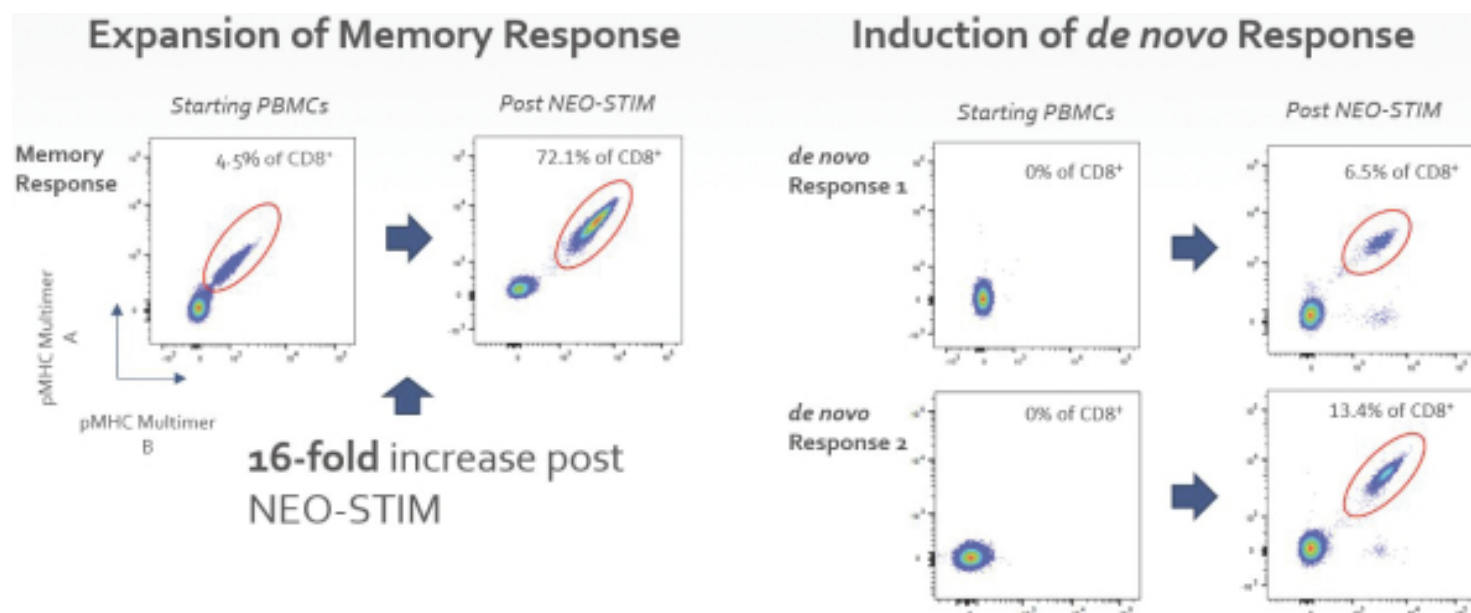 Expansion of Memory Response
Starting PBMCs
Post NEO-STIM
Memory
Response
4.5% of CD8⁺
72.1% of CD8⁺
pMHC Multimer
A
pMHC Multimer
B
16-fold increase post
NEO-STIM
Induction of de novo Response
Starting PBMCs
Post NEO-STIM
de novo
Response 1
0% of CD8⁺
6.5% of CD8⁺
de novo
Response 2
0% of CD8⁺
13.4% of CD8⁺